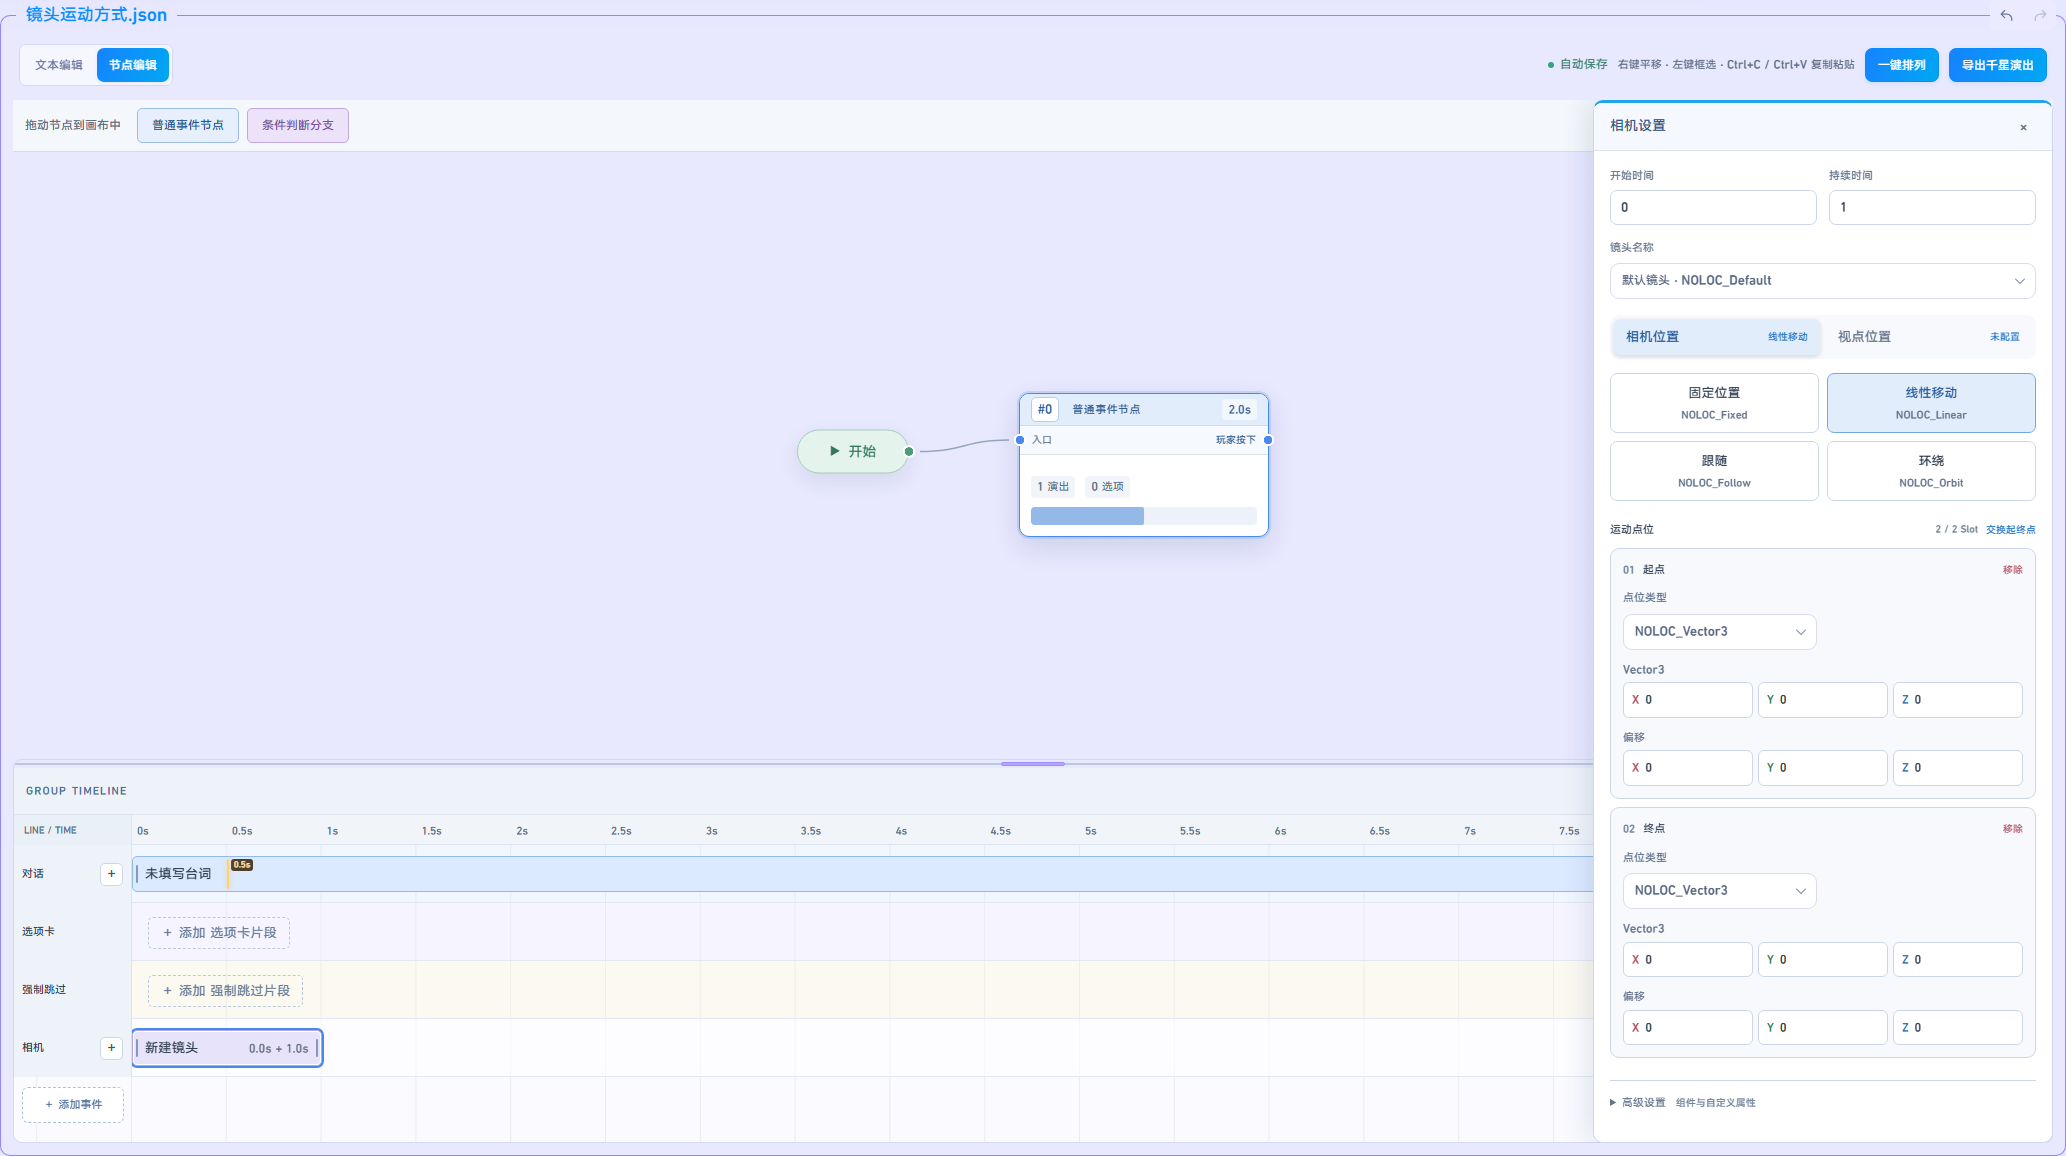 镜头运动方式.json
文本编辑 节点编辑
自动保存 右键平移 · 左键框选 · Ctrl+C / Ctrl+V 复制粘贴 一键排列 导出千星演出
拖动节点到画布中 普通事件节点 条件判断分支
开始
#0 普通事件节点 2.0s
入口 玩家按下
1 演出 0 选项
GROUP TIMELINE
LINE / TIME 0s 0.5s 1s 1.5s 2s 2.5s 3s 3.5s 4s 4.5s 5s 5.5s 6s 6.5s 7s 7.5s
对话 + 未填写台词 0.5s
选项卡 + 添加 选项卡片段
强制跳过 + 添加 强制跳过片段
相机 + 新建镜头 0.0s + 1.0s
+ 添加事件
相机设置 ×
开始时间 持续时间
0 1
镜头名称
默认镜头 · NOLOC_Default
相机位置 线性移动 视点位置 未配置
固定位置 线性移动
NOLOC_Fixed NOLOC_Linear
跟随 环绕
NOLOC_Follow NOLOC_Orbit
运动点位 2 / 2 Slot 交换起终点
01 起点 移除
点位类型
NOLOC_Vector3
Vector3
X 0 Y 0 Z 0
偏移
X 0 Y 0 Z 0
02 终点 移除
点位类型
NOLOC_Vector3
Vector3
X 0 Y 0 Z 0
偏移
X 0 Y 0 Z 0
高级设置 组件与自定义属性